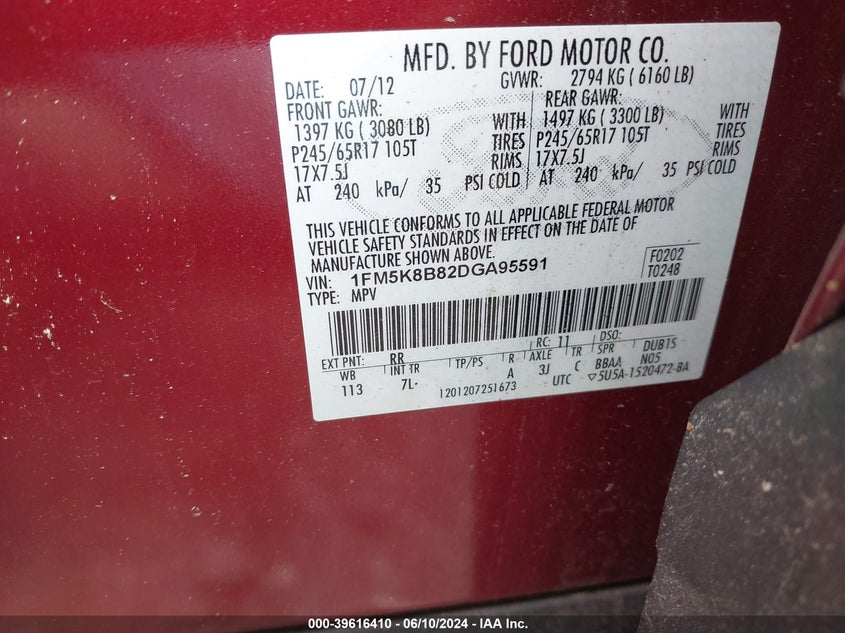 MFD. BY FORD MOTOR CO.
DATE: 07/12 GVWR: 2794 KG ( 6160 LB)
FRONT GAWR: REAR GAWR:
1397 KG ( 3080 LB) WITH 1497 KG ( 3300 LB) WITH
P245/65R17 105T TIRES P245/65R17 105T TIRES
17X7.5J RIMS 17X7.5J RIMS
AT 240 kPa/ 35 PSI COLD AT 240 kPa/ 35 PSI COLD
THIS VEHICLE CONFORMS TO ALL APPLICABLE FEDERAL MOTOR
VEHICLE SAFETY STANDARDS IN EFFECT ON THE DATE OF
MANUFACTURE SHOWN ABOVE.
VIN: 1FM5K8B82DGA95591 F0202
TYPE: MPV T0248
EXT PNT: RR RC: 11 DSO:
WB INT TR TP/PS R AXLE TR SPR DUB15
113 7L A 3J C BBAA N05
1201207251673 UTC ▽5U5A-1520472-BA
000-39616410 - 06/10/2024 - IAA Inc.